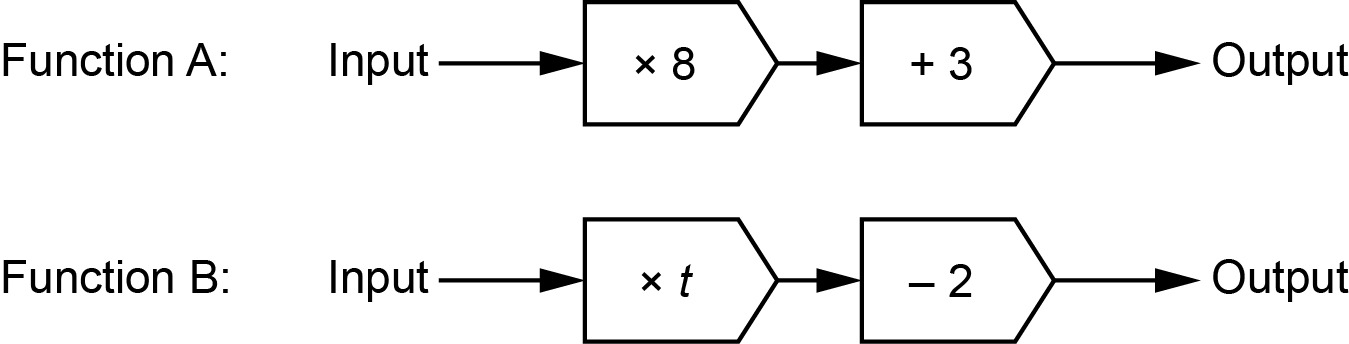 Function A: Input × 8 + 3 Output
Function B: Input × t – 2 Output